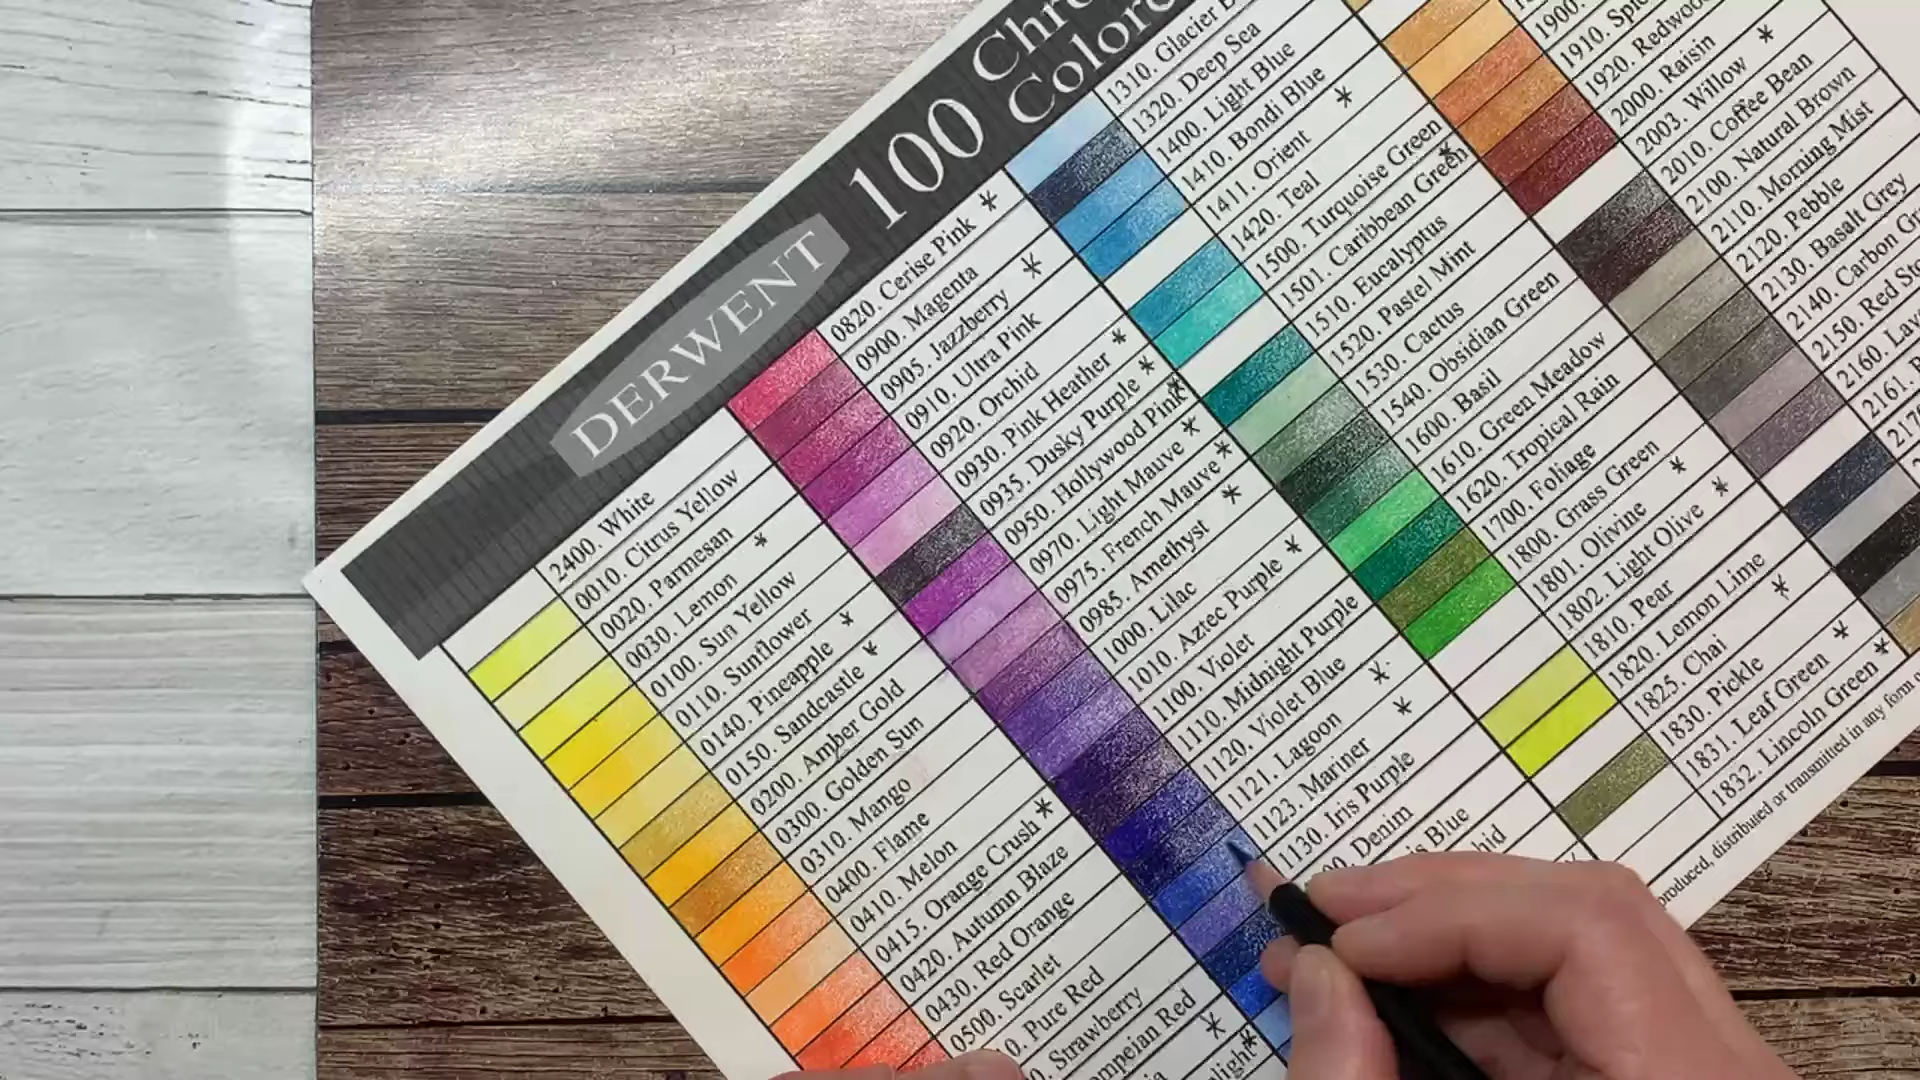 DERWENT
100
2400. White
0010. Citrus Yellow
0020. Parmesan
0030. Lemon *
0100. Sun Yellow
0110. Sunflower
0140. Pineapple *
0150. Sandcastle *
0200. Amber Gold
0300. Golden Sun
0310. Mango
0400. Flame
0410. Melon
0415. Orange Crush *
0420. Autumn Blaze
0430. Red Orange
0500. Scarlet
Pure Red
Strawberry
0820. Cerise Pink *
0900. Magenta
0905. Jazzberry *
0910. Ultra Pink
0920. Orchid
0930. Pink Heather *
0935. Dusky Purple *
0950. Hollywood Pink *
0970. Light Mauve *
0975. French Mauve *
0985. Amethyst *
1000. Lilac
1010. Aztec Purple *
1100. Violet
1110. Midnight Purple
1120. Violet Blue
1121. Lagoon *
1123. Mariner *
1130. Iris Purple
Denim
Blue
1310. Glacier
1320. Deep Sea
1400. Light Blue
1410. Bondi Blue
1411. Orient *
1420. Teal
1500. Turquoise Green
1501. Caribbean Green *
1510. Eucalyptus
1520. Pastel Mint
1530. Cactus
1540. Obsidian Green
1600. Basil
1610. Green Meadow
1620. Tropical Rain
1700. Foliage
1800. Grass Green
1801. Olivine *
1802. Light Olive *
1810. Pear
1820. Lemon Lime
1825. Chai *
1830. Pickle
1831. Leaf Green *
1832. Lincoln Green *
1900.
1910.
1920. Redwood
2000. Raisin
2003. Willow *
2010. Coffee Bean
2100. Natural Brown
2110. Morning Mist
2120. Pebble
2130. Basalt Grey
2140. Carbon
2150. Red
2160.
2161.
distributed or transmitted in any form